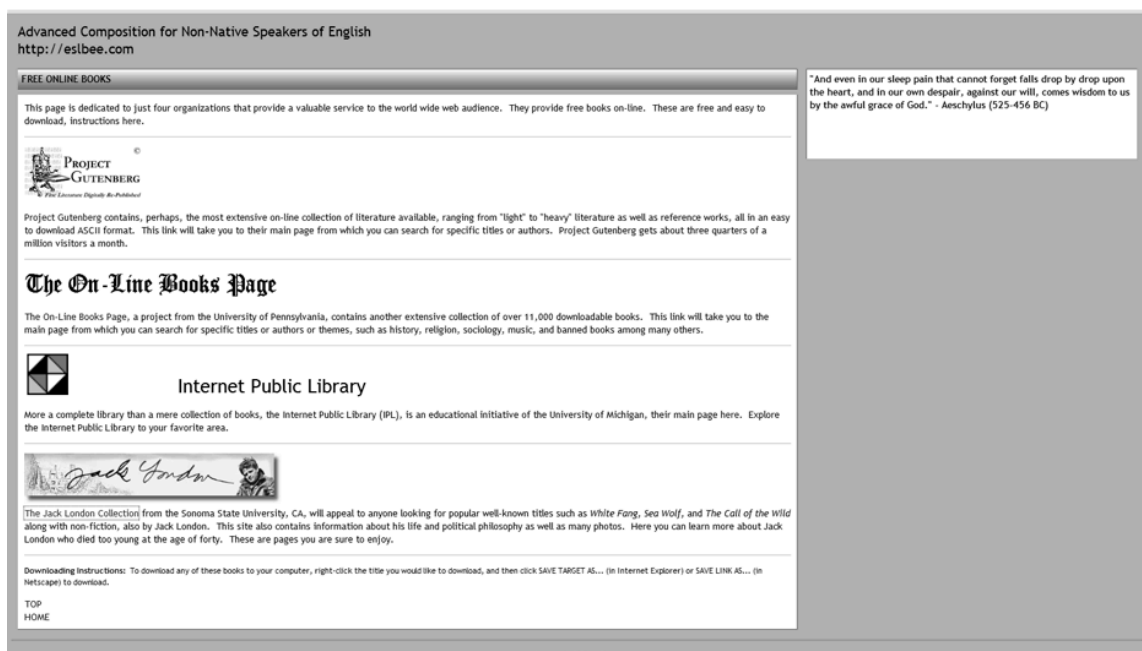 Advanced Composition for Non-Native Speakers of English
http://eslbee.com
FREE ONLINE BOOKS
This page is dedicated to just four organizations that provide a valuable service to the world wide web audience. They provide free books on-line. These are free and easy to
download, instructions here.
©
PROJECT
GUTENBERG
Fine Literature Digitally Re-Published
Project Gutenberg contains, perhaps, the most extensive on-line collection of literature available, ranging from "light" to "heavy" literature as well as reference works, all in an easy
to download ASCII format. This link will take you to their main page from which you can search for specific titles or authors. Project Gutenberg gets about three quarters of a
million visitors a month.
The On-Line Books Page
The On-Line Books Page, a project from the University of Pennsylvania, contains another extensive collection of over 11,000 downloadable books. This link will take you to the
main page from which you can search for specific titles or authors or themes, such as history, religion, sociology, music, and banned books among many others.
Internet Public Library
More a complete library than a mere collection of books, the Internet Public Library (IPL), is an educational initiative of the University of Michigan, their main page here. Explore
the Internet Public Library to your favorite area.
Jack London
The Jack London Collection from the Sonoma State University, CA, will appeal to anyone looking for popular well-known titles such as White Fang, Sea Wolf, and The Call of the Wild
along with non-fiction, also by Jack London. This site also contains information about his life and political philosophy as well as many photos. Here you can learn more about Jack
London who died too young at the age of forty. These are pages you are sure to enjoy.
Downloading Instructions: To download any of these books to your computer, right-click the title you would like to download, and then click SAVE TARGET AS... (in Internet Explorer) or SAVE LINK AS... (in
Netscape) to download.
TOP
HOME
"And even in our sleep pain that cannot forget falls drop by drop upon
the heart, and in our own despair, against our will, comes wisdom to us
by the awful grace of God." - Aeschylus (525-456 BC)